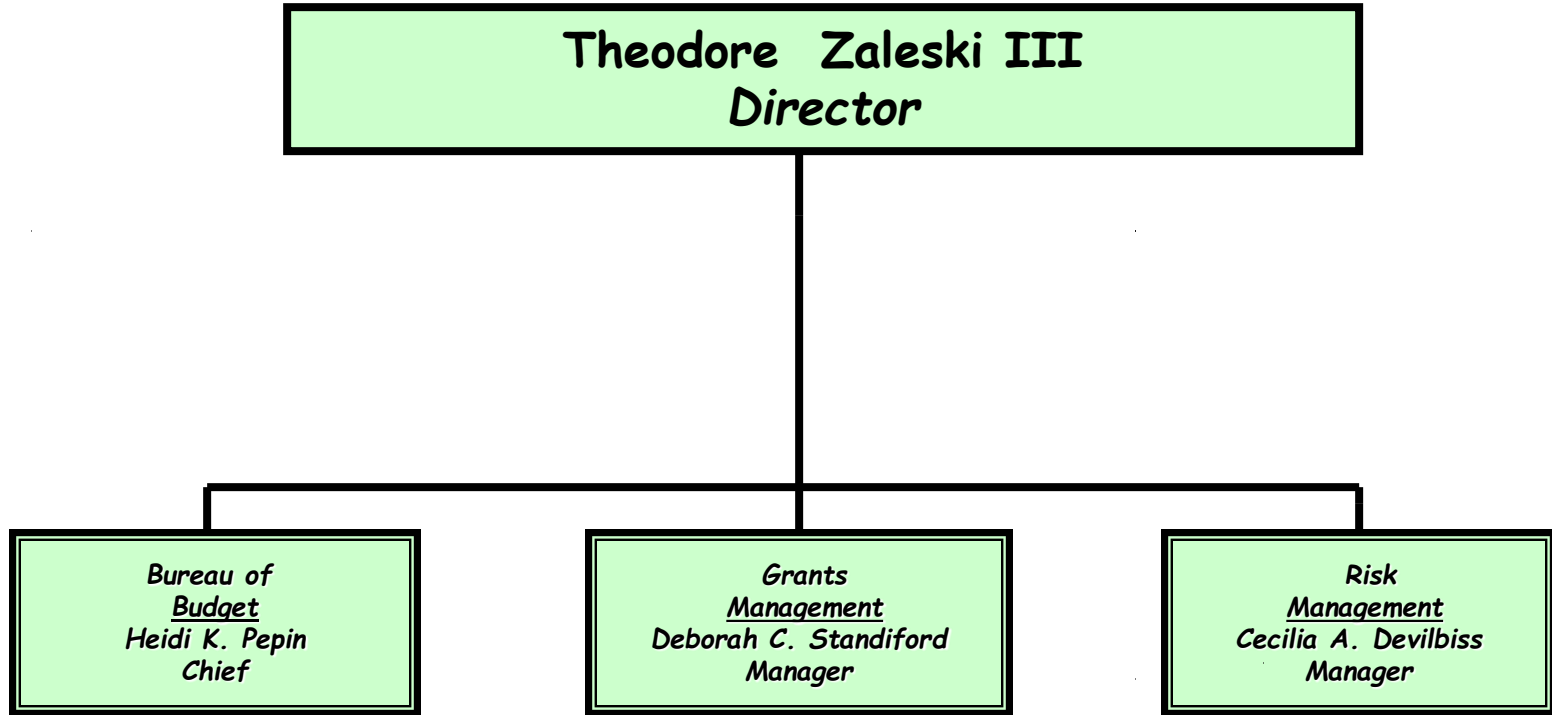 Theodore  Zaleski III
Director
Bureau of
Budget
Heidi K. Pepin
Chief
Grants
Management
Deborah C. Standiford
Manager
Risk
Management
Cecilia A. Devilbiss
Manager